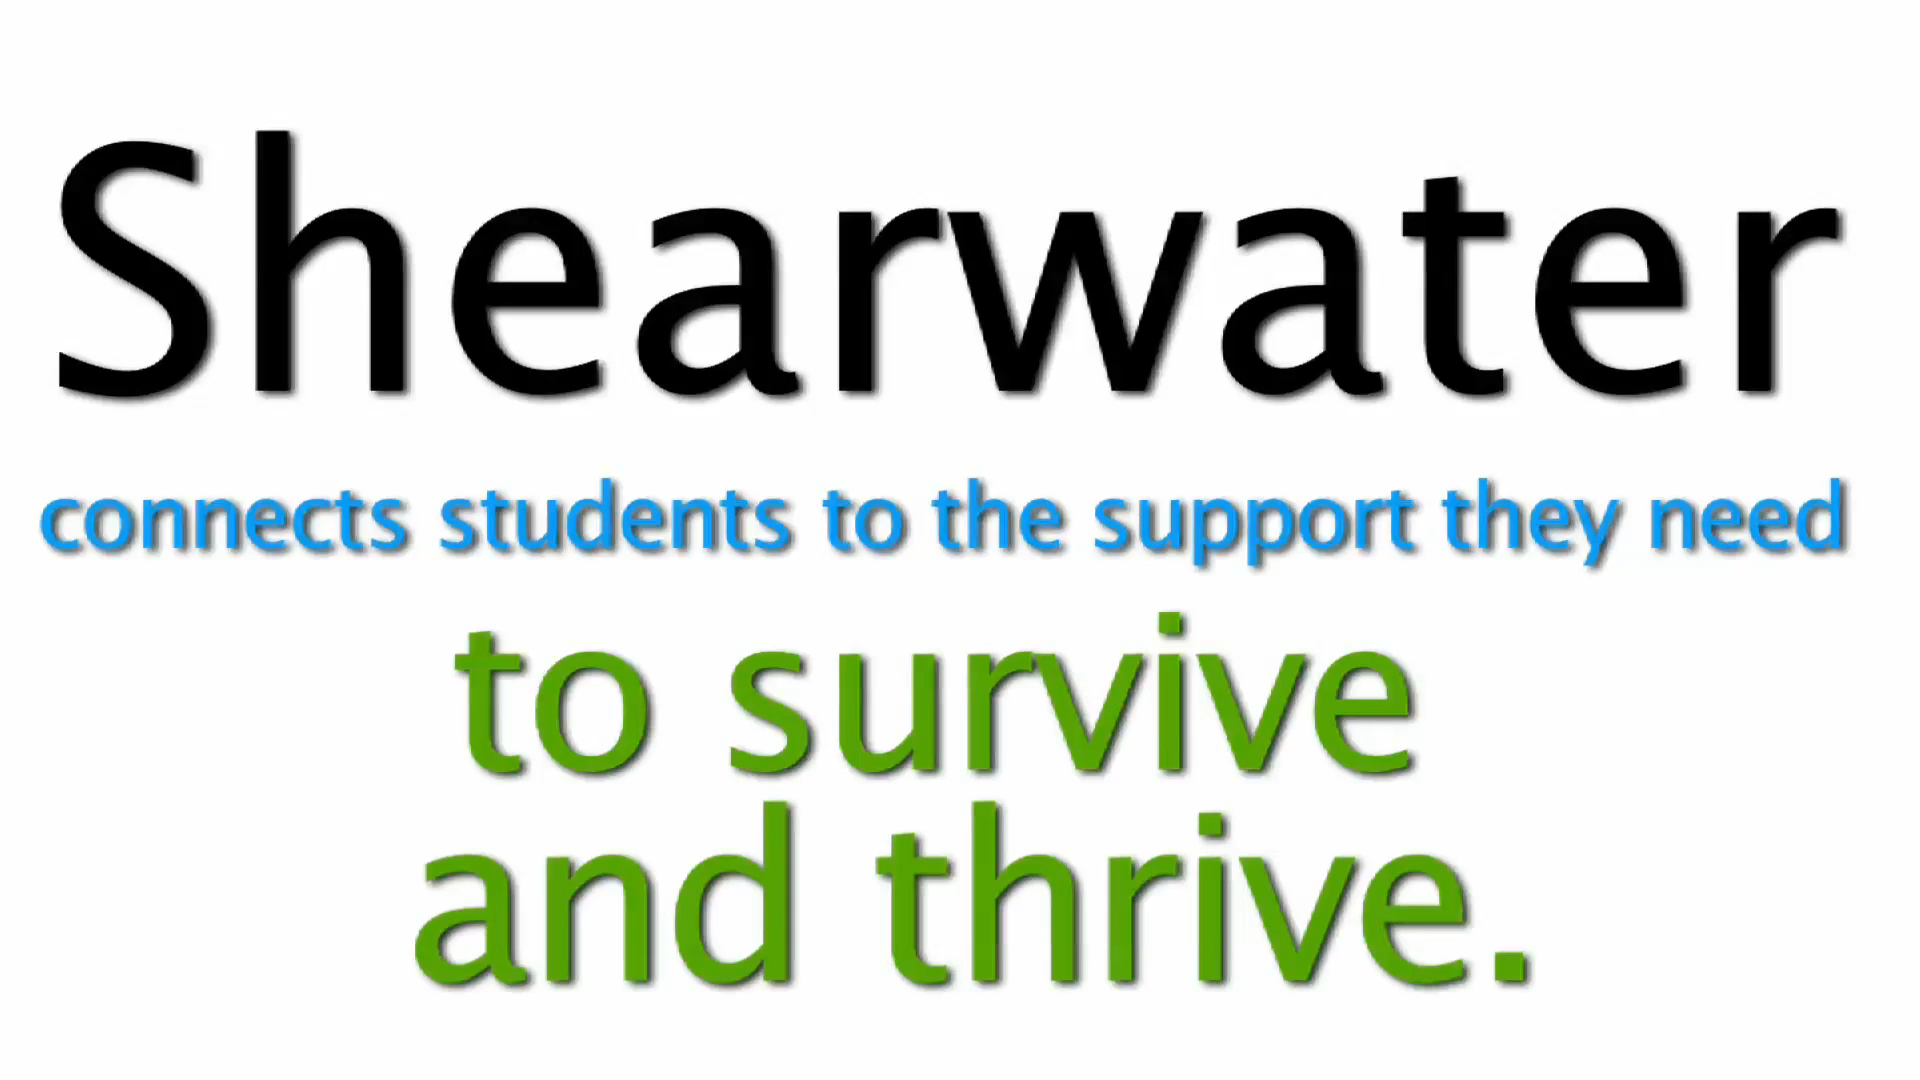 Shearwater
connects students to the support they need
to survive
and thrive.